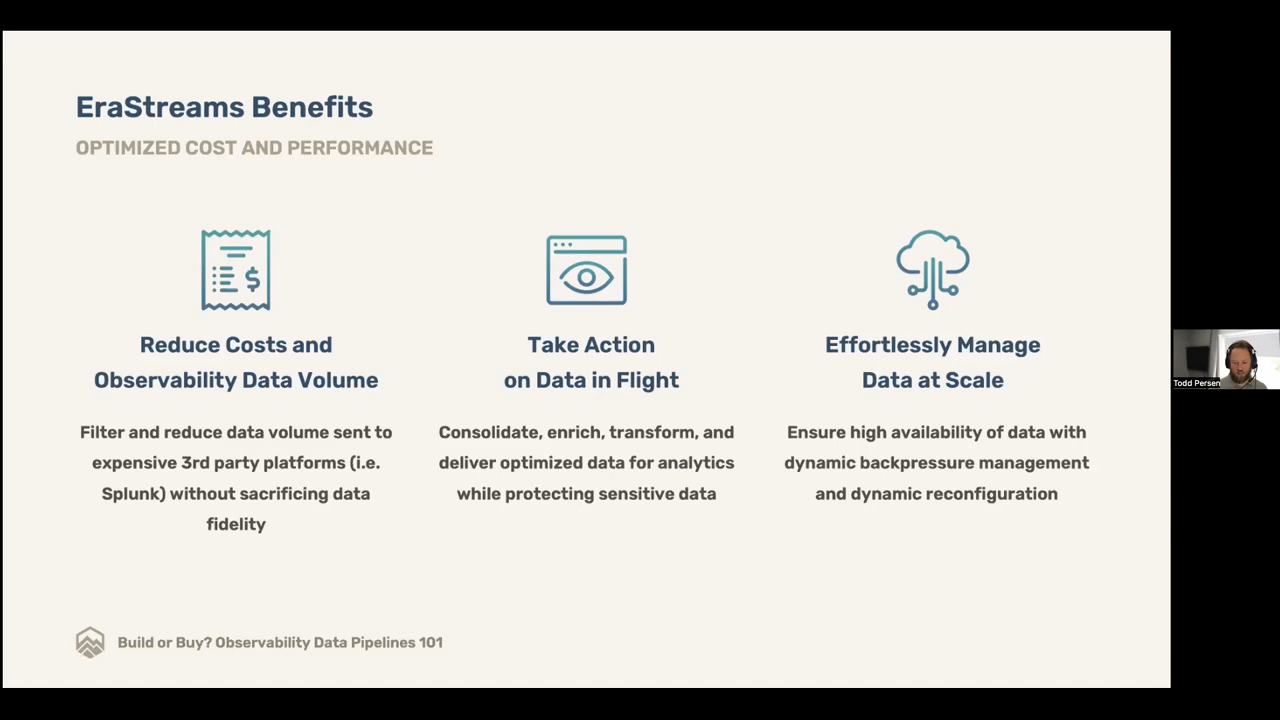 EraStreams Benefits
OPTIMIZED COST AND PERFORMANCE
$
Reduce Costs and
Observability Data Volume
Filter and reduce data volume sent to
expensive 3rd party platforms (i.e.
Splunk) without sacrificing data
fidelity
Take Action
on Data in Flight
Consolidate, enrich, transform, and
deliver optimized data for analytics
while protecting sensitive data
Effortlessly Manage
Data at Scale
Ensure high availability of data with
dynamic backpressure management
and dynamic reconfiguration
Todd Persen
Build or Buy? Observability Data Pipelines 101